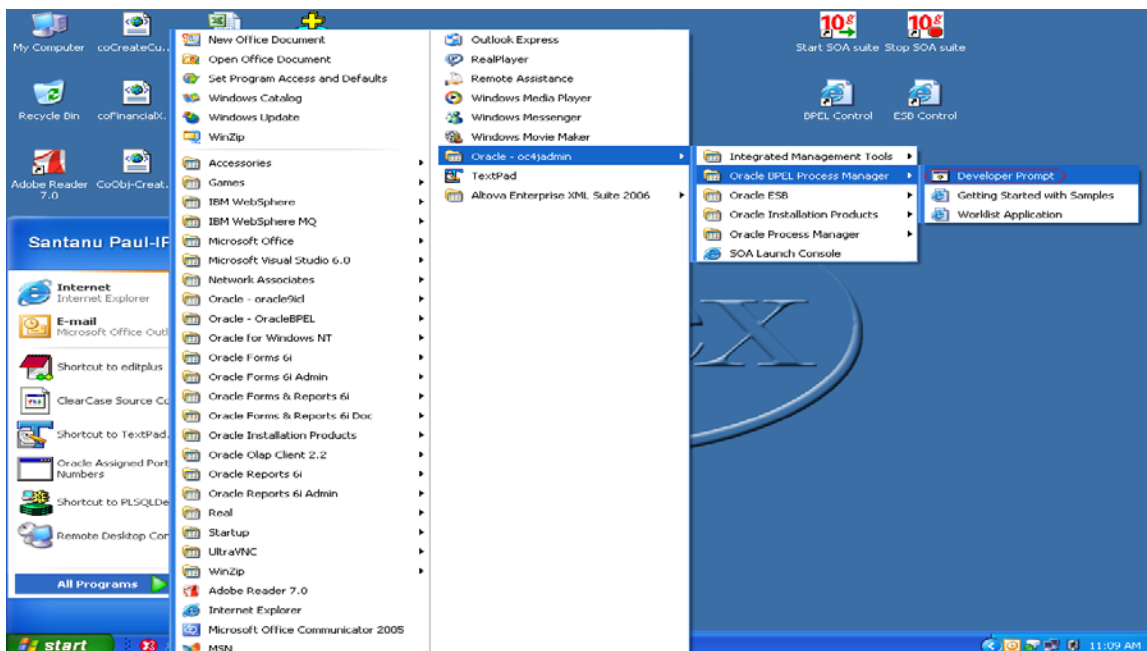 My Computer
coCreateCu..
Start SOA suite
Stop SOA suite
Recycle Bin
coFinancialX.
BPEL Control
ESD Control
Adobe Reader 7.0
CoObj-Creat.
Santanu Paul-IF
Internet
Internet Explorer
E-mail
Microsoft Office Outl
Shortcut to editplus
ClearCase Source Co
Shortcut to TextPad.
Oracle Assigned Port
Numbers
Shortcut to PLSQLDe
Remote Desktop Con
All Programs
start
New Office Document
Open Office Document
Set Program Access and Defaults
Windows Catalog
Windows Update
WinZip
Accessories
Games
IBM WebSphere
IBM WebSphere MQ
Microsoft Office
Microsoft Visual Studio 6.0
Network Associates
Oracle - oracle9icl
Oracle - OracleBPEL
Oracle for Windows NT
Oracle Forms 6i
Oracle Forms 6i Admin
Oracle Forms & Reports 6i
Oracle Forms & Reports 6i Doc
Oracle Installation Products
Oracle Olap Client 2.2
Oracle Reports 6i
Oracle Reports 6i Admin
Real
Startup
UltraVNC
WinZip
Adobe Reader 7.0
Internet Explorer
Microsoft Office Communicator 2005
MSN
Outlook Express
RealPlayer
Remote Assistance
Windows Media Player
Windows Messenger
Windows Movie Maker
Oracle - oc4jadmin
TextPad
Altova Enterprise XML Suite 2006
Integrated Management Tools
Oracle BPEL Process Manager
Oracle ESB
Oracle Installation Products
Oracle Process Manager
SOA Launch Console
Developer Prompt
Getting Started with Samples
Worklist Application
10g
10g
11:09 AM